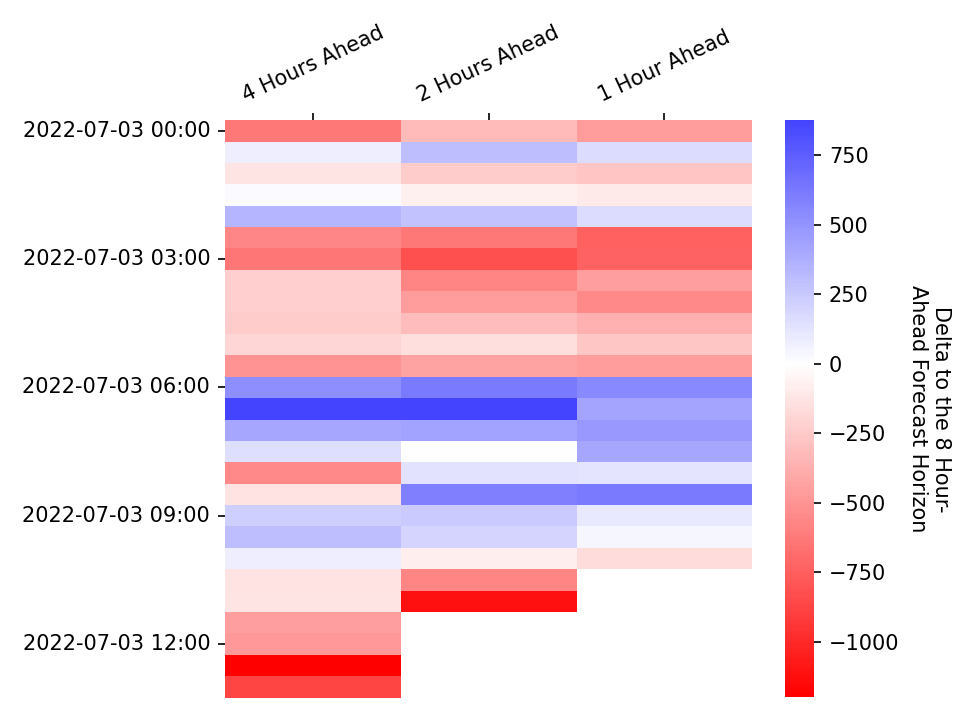 4 Hours Ahead
2 Hours Ahead
1 Hour Ahead
2022-07-03 00:00
2022-07-03 03:00
2022-07-03 06:00
2022-07-03 09:00
2022-07-03 12:00
750
500
250
0
−250
−500
−750
−1000
Delta to the 8 Hour-
Ahead Forecast Horizon